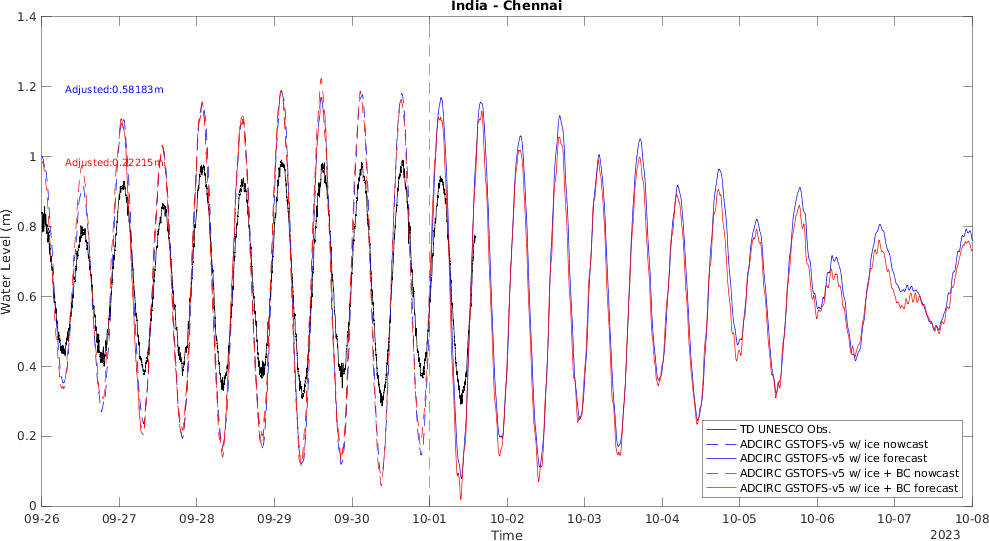 India - Chennai
1.4
1.2
1
0.8
0.6
0.4
0.2
0
Water Level (m)
Adjusted:0.58183m
Adjusted:0.22215m
TD UNESCO Obs.
ADCIRC GSTOFS-v5 w/ ice nowcast
ADCIRC GSTOFS-v5 w/ ice forecast
ADCIRC GSTOFS-v5 w/ ice + BC nowcast
ADCIRC GSTOFS-v5 w/ ice + BC forecast
09-26 09-27 09-28 09-29 09-30 10-01 10-02 10-03 10-04 10-05 10-06 10-07 10-08
Time
2023